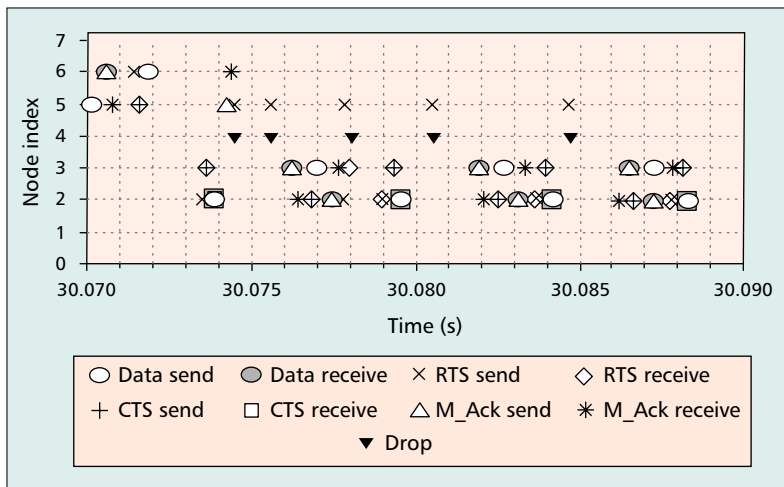 7
6
5
4
3
2
1
0
Node index
30.070 30.075 30.080 30.085 30.090
Time (s)
Data send Data receive RTS send RTS receive
CTS send CTS receive M_Ack send M_Ack receive
Drop